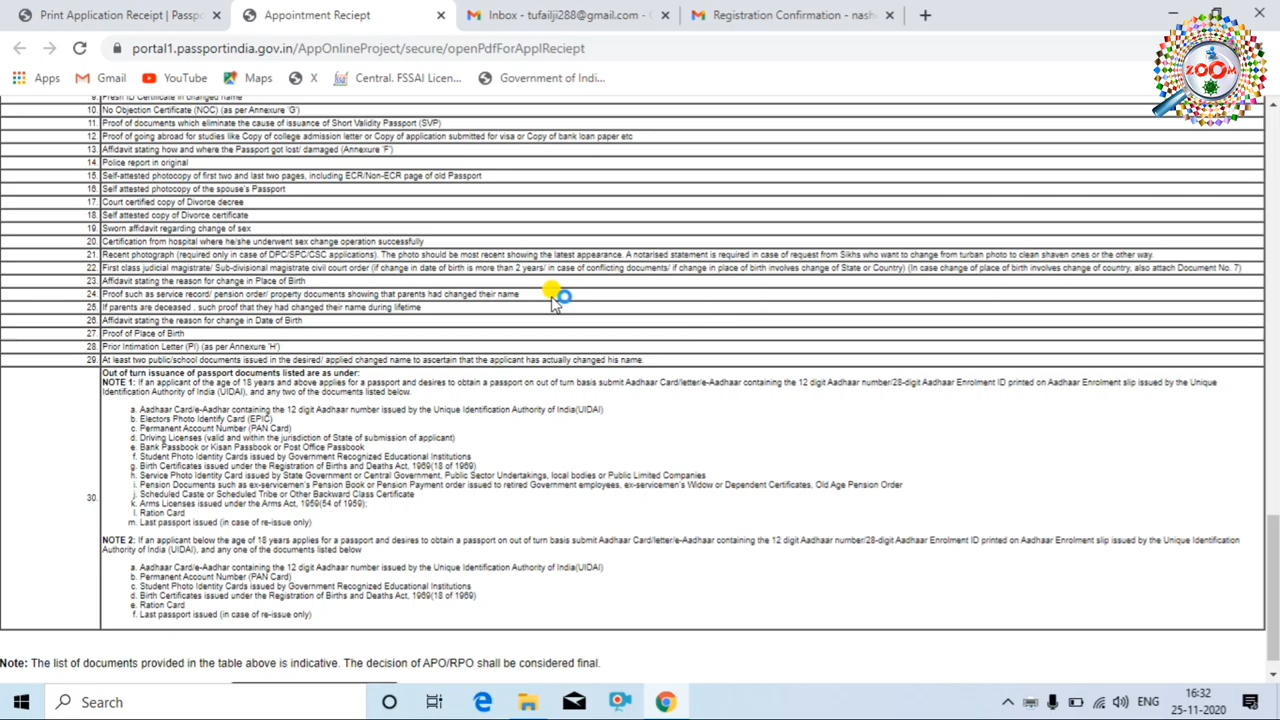 Print Application Receipt | Passpo
Appointment Reciept
Inbox - tufailji288@gmail.com - G
Registration Confirmation - nash
portal1.passportindia.gov.in/AppOnlineProject/secure/openPdfForApplReciept
Apps
Gmail
YouTube
Maps
X
Central. FSSAI Licen...
Government of Indi...
ZOOM
9. Fresh ID Certificate in changed name
10. No Objection Certificate (NOC) (as per Annexure 'G')
11. Proof of documents which eliminate the cause of issuance of Short Validity Passport (SVP)
12. Proof of going abroad for studies like Copy of college admission letter or Copy of application submitted for visa or Copy of bank loan paper etc
13. Affidavit stating how and where the Passport got lost/ damaged (Annexure 'F')
14. Police report in original
15. Self-attested photocopy of first two and last two pages, including ECR/Non-ECR page of old Passport
16. Self attested photocopy of the spouse's Passport
17. Court certified copy of Divorce decree
18. Self attested copy of Divorce certificate
19. Sworn affidavit regarding change of sex
20. Certification from hospital where he/she underwent sex change operation successfully
21. Recent photograph (required only in case of DPC/SPC/CSC applications). The photo should be most recent showing the latest appearance. A notarised statement is required in case of request from Sikhs who want to change from turban photo to clean shaven ones or the other way.
22. First class judicial magistrate/ Sub-divisional magistrate civil court order (if change in date of birth is more than 2 years/ in case of conflicting documents/ if change in place of birth involves change of State or Country) (In case change of place of birth involves change of country, also attach Document No. 7)
23. Affidavit stating the reason for change in Place of Birth
24. Proof such as service record/ pension order/ property documents showing that parents had changed their name
25. If parents are deceased , such proof that they had changed their name during lifetime
26. Affidavit stating the reason for change in Date of Birth
27. Proof of Place of Birth
28. Prior Intimation Letter (PI) (as per Annexure 'H')
29. At least two public/school documents issued in the desired/ applied changed name to ascertain that the applicant has actually changed his name.
30.
Out of turn issuance of passport documents listed are as under:
NOTE 1: If an applicant of the age of 18 years and above applies for a passport and desires to obtain a passport on out of turn basis submit Aadhaar Card/letter/e-Aadhaar containing the 12 digit Aadhaar number/28-digit Aadhaar Enrolment ID printed on Aadhaar Enrolment slip issued by the Unique
Identification Authority of India (UIDAI), and any two of the documents listed below.
a. Aadhaar Card/e-Aadhar containing the 12 digit Aadhaar number issued by the Unique Identification Authority of India(UIDAI)
b. Electors Photo Identify Card (EPIC)
c. Permanent Account Number (PAN Card)
d. Driving Licenses (valid and within the jurisdiction of State of submission of applicant)
e. Bank Passbook or Kisan Passbook or Post Office Passbook
f. Student Photo Identity Cards issued by Government Recognized Educational Institutions
g. Birth Certificates issued under the Registration of Births and Deaths Act, 1969(18 of 1969)
h. Service Photo Identity Card issued by State Government or Central Government, Public Sector Undertakings, local bodies or Public Limited Companies
i. Pension Documents such as ex-servicemen's Pension Book or Pension Payment order issued to retired Government employees, ex-servicemen's Widow or Dependent Certificates, Old Age Pension Order
j. Scheduled Caste or Scheduled Tribe or Other Backward Class Certificate
k. Arms Licenses issued under the Arms Act, 1959(54 of 1959);
l. Ration Card
m. Last passport issued (in case of re-issue only)
NOTE 2: If an applicant below the age of 18 years applies for a passport and desires to obtain a passport on out of turn basis submit Aadhaar Card/letter/e-Aadhaar containing the 12 digit Aadhaar number/28-digit Aadhaar Enrolment ID printed on Aadhaar Enrolment slip issued by the Unique Identification
Authority of India (UIDAI), and any one of the documents listed below
a. Aadhaar Card/e-Aadhar containing the 12 digit Aadhaar number issued by the Unique Identification Authority of India(UIDAI)
b. Permanent Account Number (PAN Card)
c. Student Photo Identity Cards issued by Government Recognized Educational Institutions
d. Birth Certificates issued under the Registration of Births and Deaths Act, 1969(18 of 1969)
e. Ration Card
f. Last passport issued (in case of re-issue only)
Note: The list of documents provided in the table above is indicative. The decision of APO/RPO shall be considered final.
Search
ENG
16:32
25-11-2020